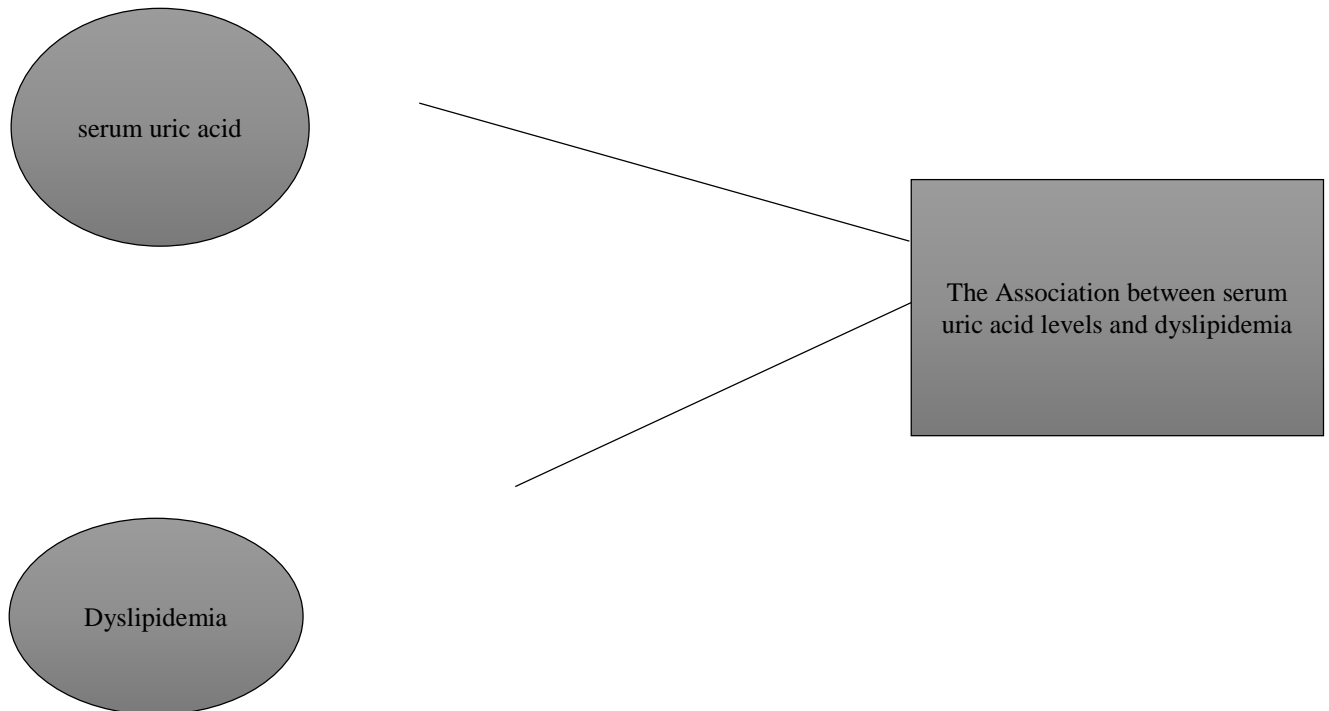 serum uric acid
The Association between serum
uric acid levels and dyslipidemia
Dyslipidemia